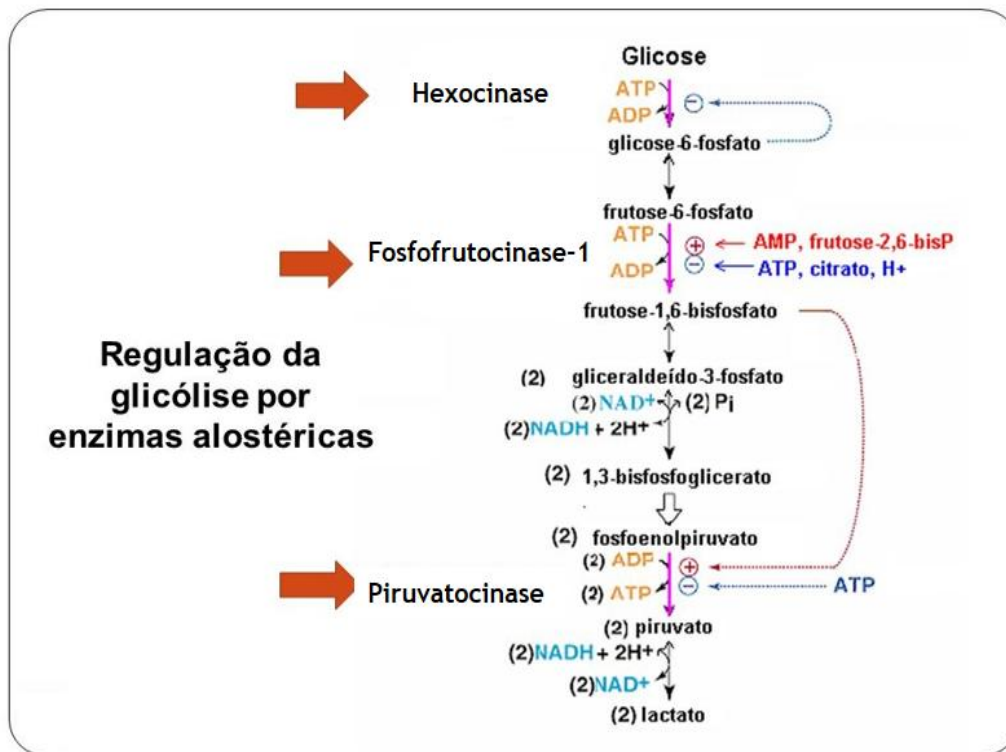 Glicose
Hexocinase
ATP
ADP
−
glicose-6-fosfato
frutose-6-fosfato
Fosfofrutocinase-1
ATP
ADP
+
−
AMP, frutose-2,6-bisP
ATP, citrato, H+
frutose-1,6-bisfosfato
Regulação da
glicólise por
enzimas alostéricas
(2) gliceraldeído-3-fosfato
(2) NAD+ (2) Pi
(2)NADH + 2H+
(2) 1,3-bisfosfoglicerato
(2) fosfoenolpiruvato
(2) ADP
+
−
ATP
Piruvatocinase
(2) ATP
(2) piruvato
(2)NADH + 2H+
(2)NAD+
(2) lactato